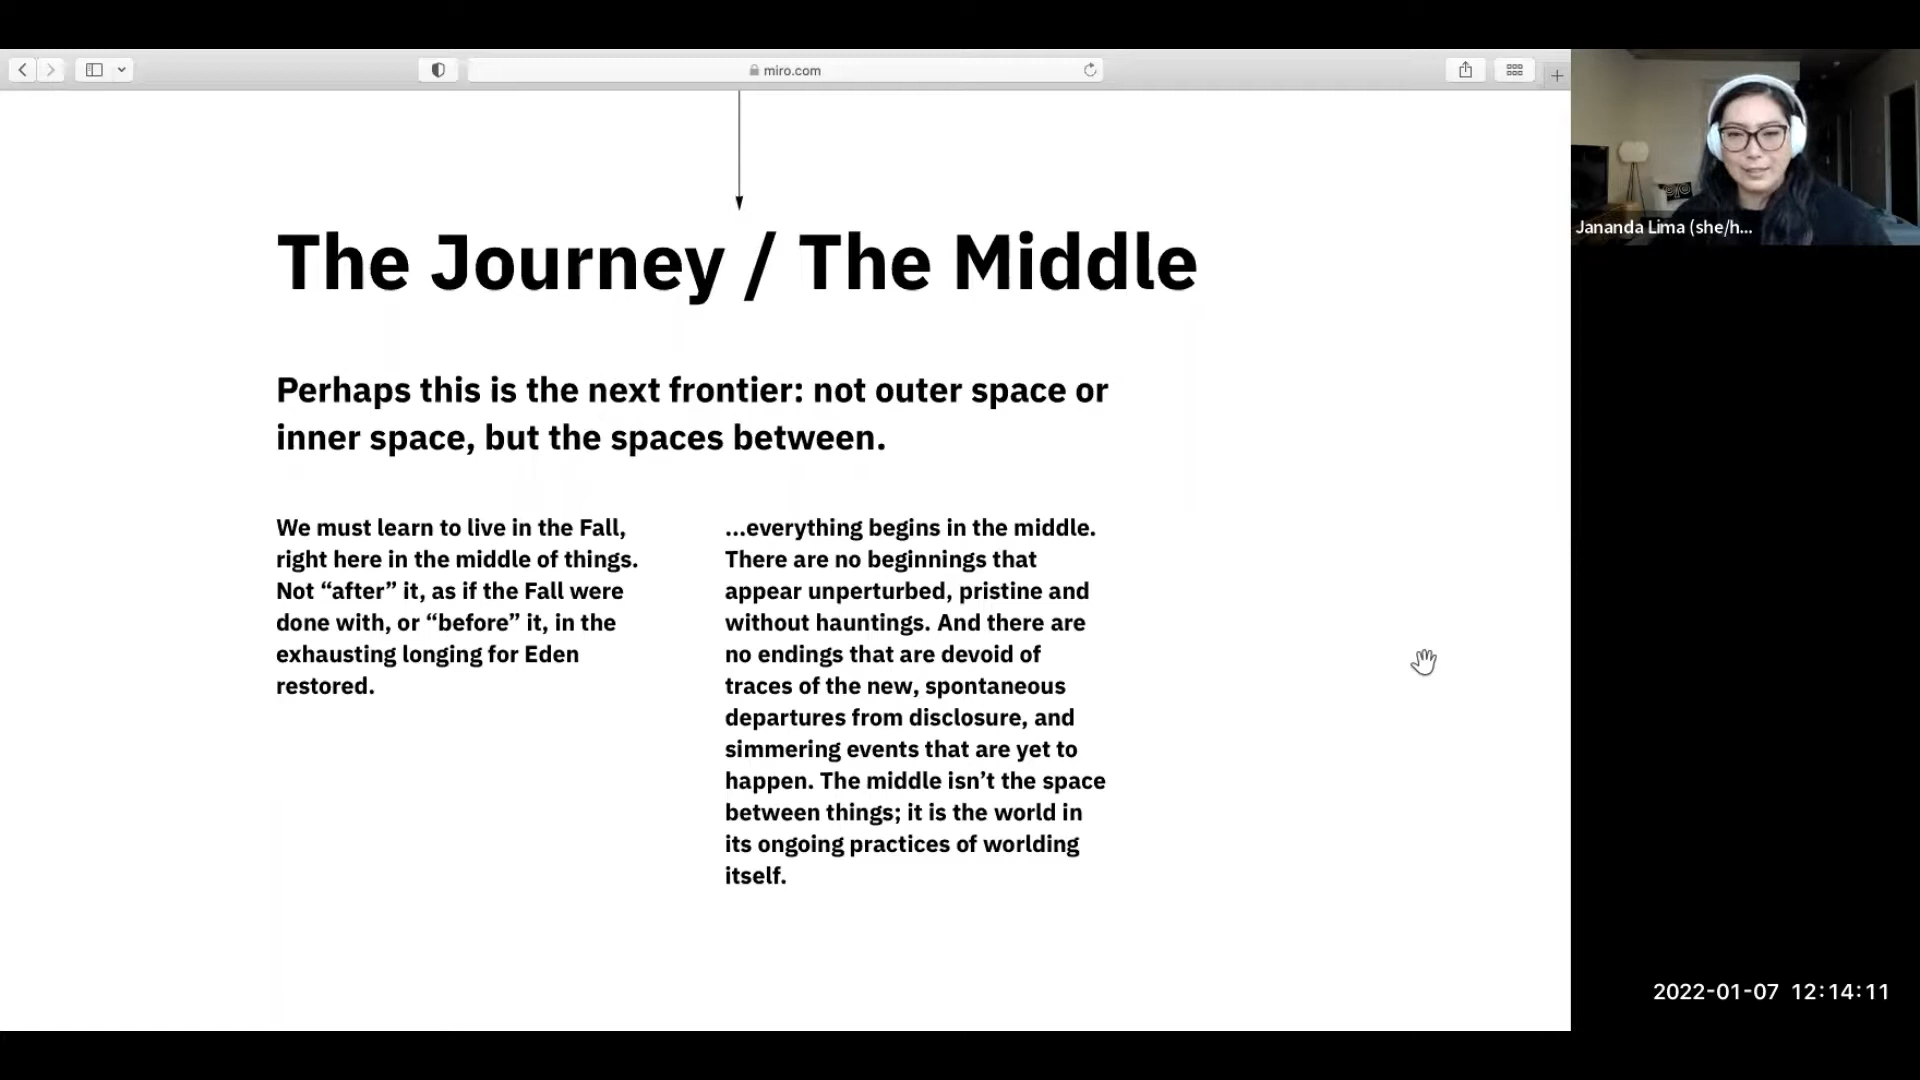 miro.com
Jananda Lima (she/h...
The Journey / The Middle
Perhaps this is the next frontier: not outer space or
inner space, but the spaces between.
We must learn to live in the Fall,
right here in the middle of things.
Not “after” it, as if the Fall were
done with, or “before” it, in the
exhausting longing for Eden
restored.
...everything begins in the middle.
There are no beginnings that
appear unperturbed, pristine and
without hauntings. And there are
no endings that are devoid of
traces of the new, spontaneous
departures from disclosure, and
simmering events that are yet to
happen. The middle isn’t the space
between things; it is the world in
its ongoing practices of worlding
itself.
2022-01-07 12:14:11